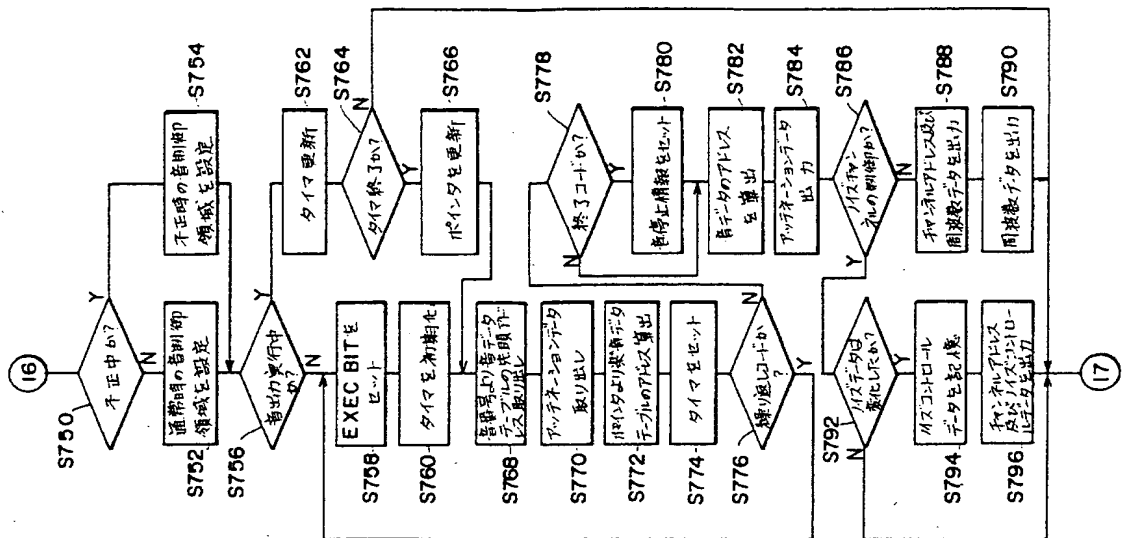 16
S750
不正中か?
Y
N
S752
通常時の音制御
領域を設定
S754
不正時の音制御
領域を設定
S756
音出力実行中
か?
Y
N
S758
EXEC BITを
セット
S760
タイマを初期化
S762
タイマ更新
S764
タイマ終了か?
N
Y
S766
ポインタを更新
S768
音番号より音データ
テーブルの先頭アド
レス取り出し
S770
アッテネーションデータ
取り出し
S772
ポインタより楽音データ
テーブルのアドレス算出
S774
タイマをセット
S776
繰り返しコードか
?
N
Y
S778
終了コードか?
N
Y
S780
音停止情報をセット
S782
音データのアドレス
を算出
S784
アッテネーションデータ
出力
S786
ノイズチャン
ネルの制御か?
Y
N
S788
チャンネルアドレス及び
周波数データを出力
S790
周波数データを出力
S792
ノイズデータは
変化したか?
N
Y
S794
ノイズコントロール
データを記憶
S796
チャンネルアドレス
及びノイズコントロー
ルデータを出力
17